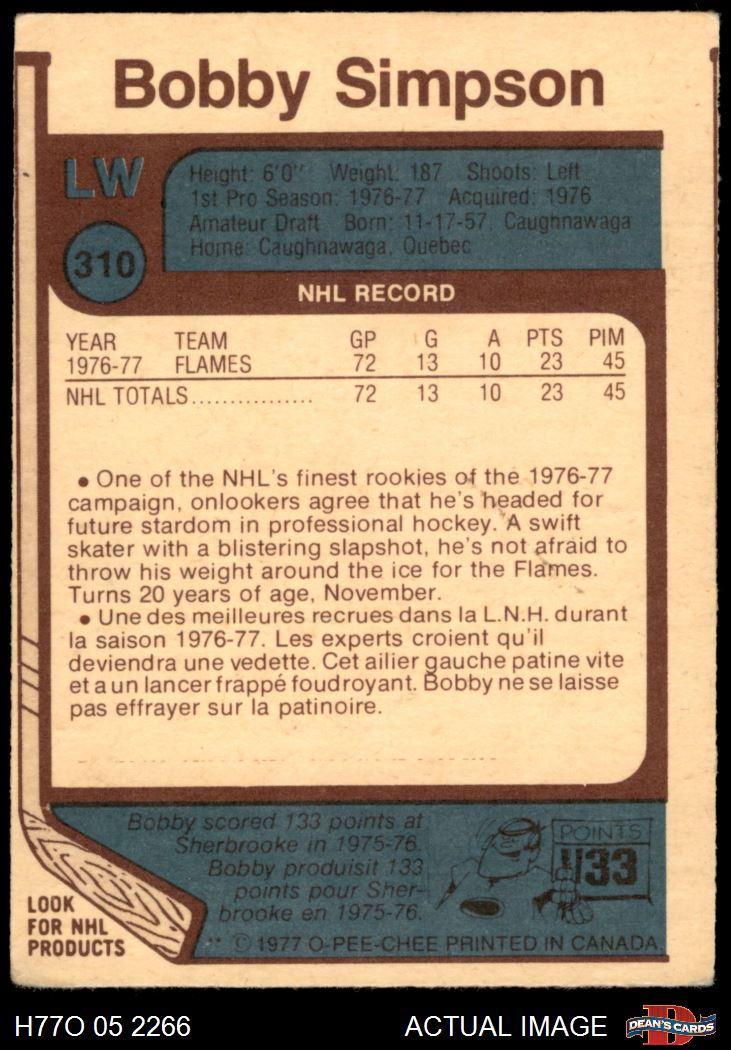 Bobby Simpson
LW
Height: 6'0" Weight: 187 Shoots: Left
1st Pro Season: 1976-77 Acquired: 1976
Amateur Draft Born: 11-17-57, Caughnawaga
Home: Caughnawaga, Quebec
310
NHL RECORD
YEAR TEAM GP G A PTS PIM
1976-77 FLAMES 72 13 10 23 45
NHL TOTALS................ 72 13 10 23 45
• One of the NHL's finest rookies of the 1976-77
campaign, onlookers agree that he's headed for
future stardom in professional hockey. A swift
skater with a blistering slapshot, he's not afraid to
throw his weight around the ice for the Flames.
Turns 20 years of age, November.
• Une des meilleures recrues dans la L.N.H. durant
la saison 1976-77. Les experts croient qu'il
deviendra une vedette. Cet ailier gauche patine vite
et a un lancer frappé foudroyant. Bobby ne se laisse
pas effrayer sur la patinoire.
Bobby scored 133 points at
Sherbrooke in 1975-76.
Bobby produisit 133
points pour Sher-
brooke en 1975-76.
POINTS
133
LOOK
FOR NHL
PRODUCTS
** © 1977 O-PEE-CHEE PRINTED IN CANADA.
H77O 05 2266 ACTUAL IMAGE
D
DEAN'S CARDS